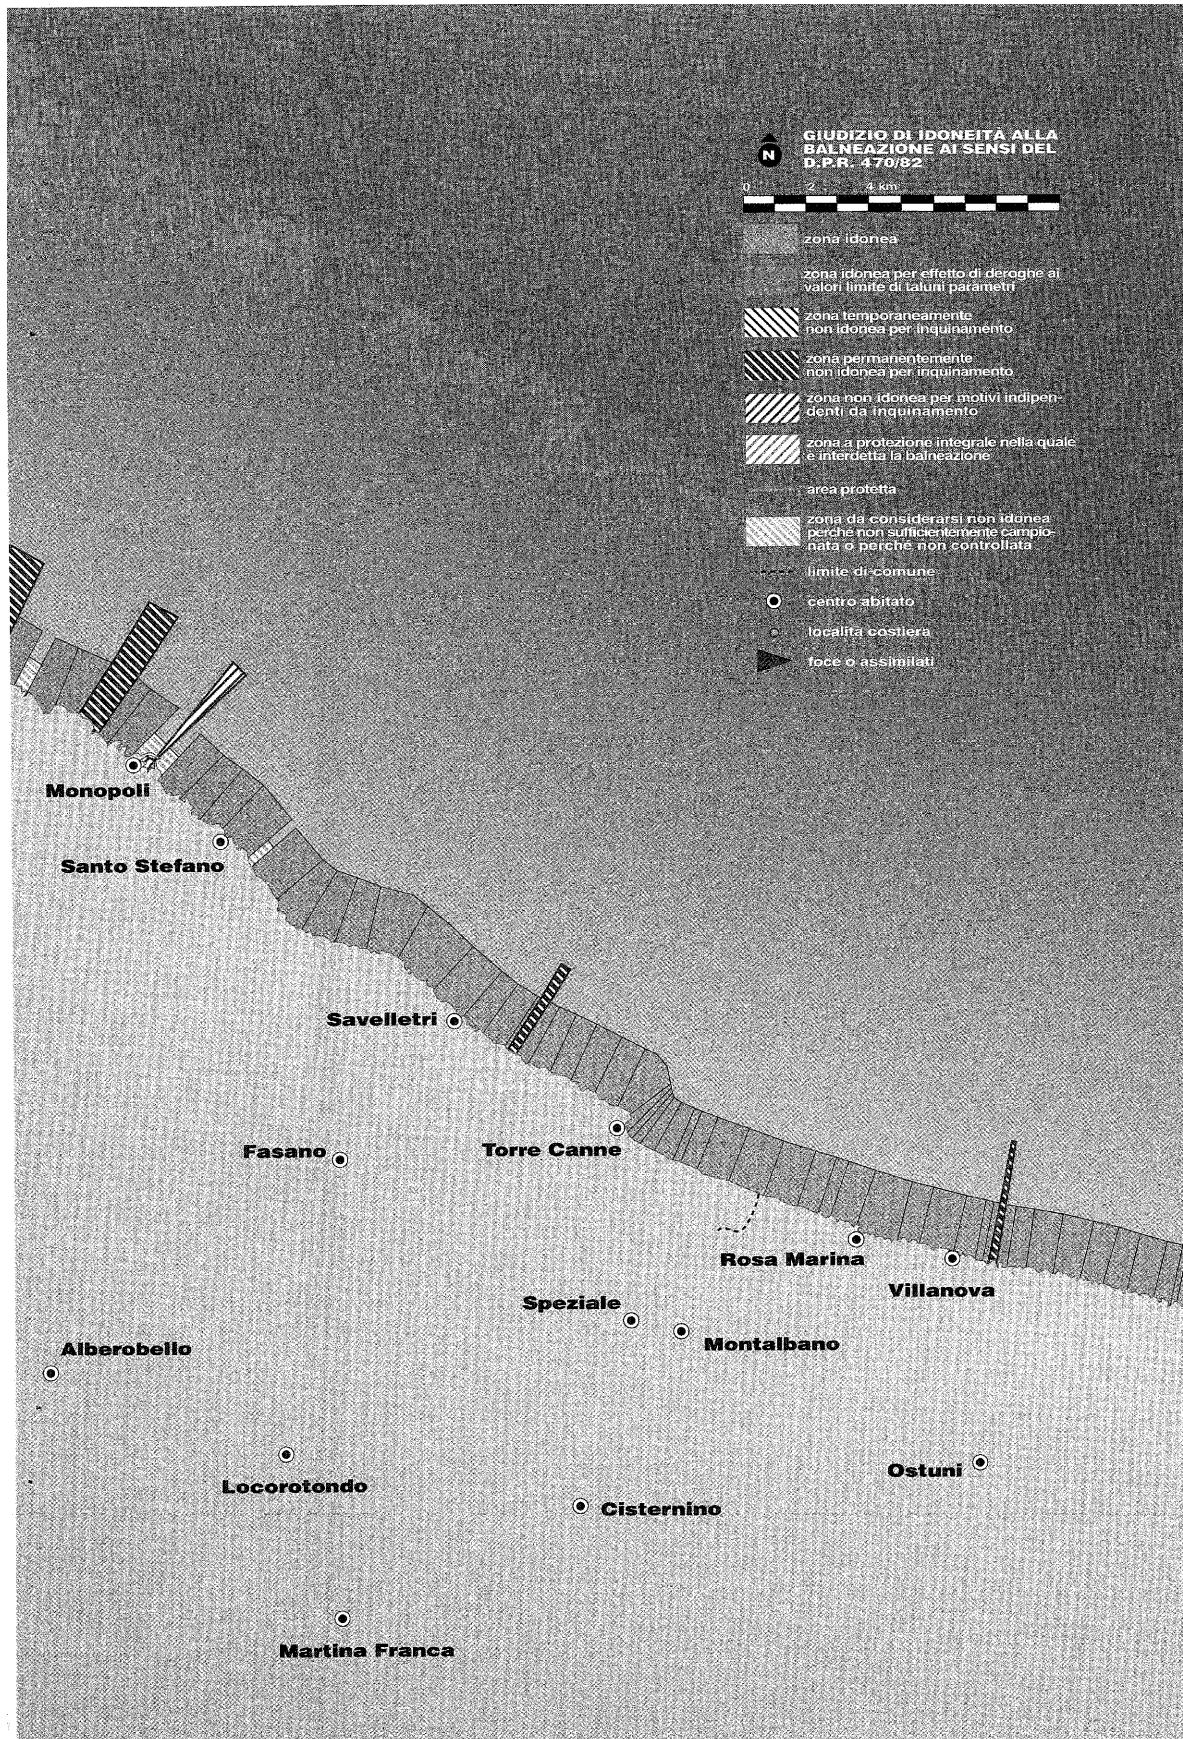 GIUDIZIO DI IDONEITÀ ALLA
BALNEAZIONE AI SENSI DEL
D.P.R. 470/82
N
0 2 4 km
zona idonea
zona idonea per effetto di deroghe ai
valori limite di taluni parametri
zona temporaneamente
non idonea per inquinamento
zona permanentemente
non idonea per inquinamento
zona non idonea per motivi indipen-
denti da inquinamento
zona a protezione integrale nella quale
è interdetta la balneazione
area protetta
zona da considerarsi non idonea
perché non sufficientemente campio-
nata o perché non controllata
limite di comune
centro abitato
località costiera
foce o assimilati
Monopoli
Santo Stefano
Savelletri
Fasano
Torre Canne
Rosa Marina
Villanova
Speziale
Montalbano
Alberobello
Locorotondo
Ostuni
Cisternino
Martina Franca